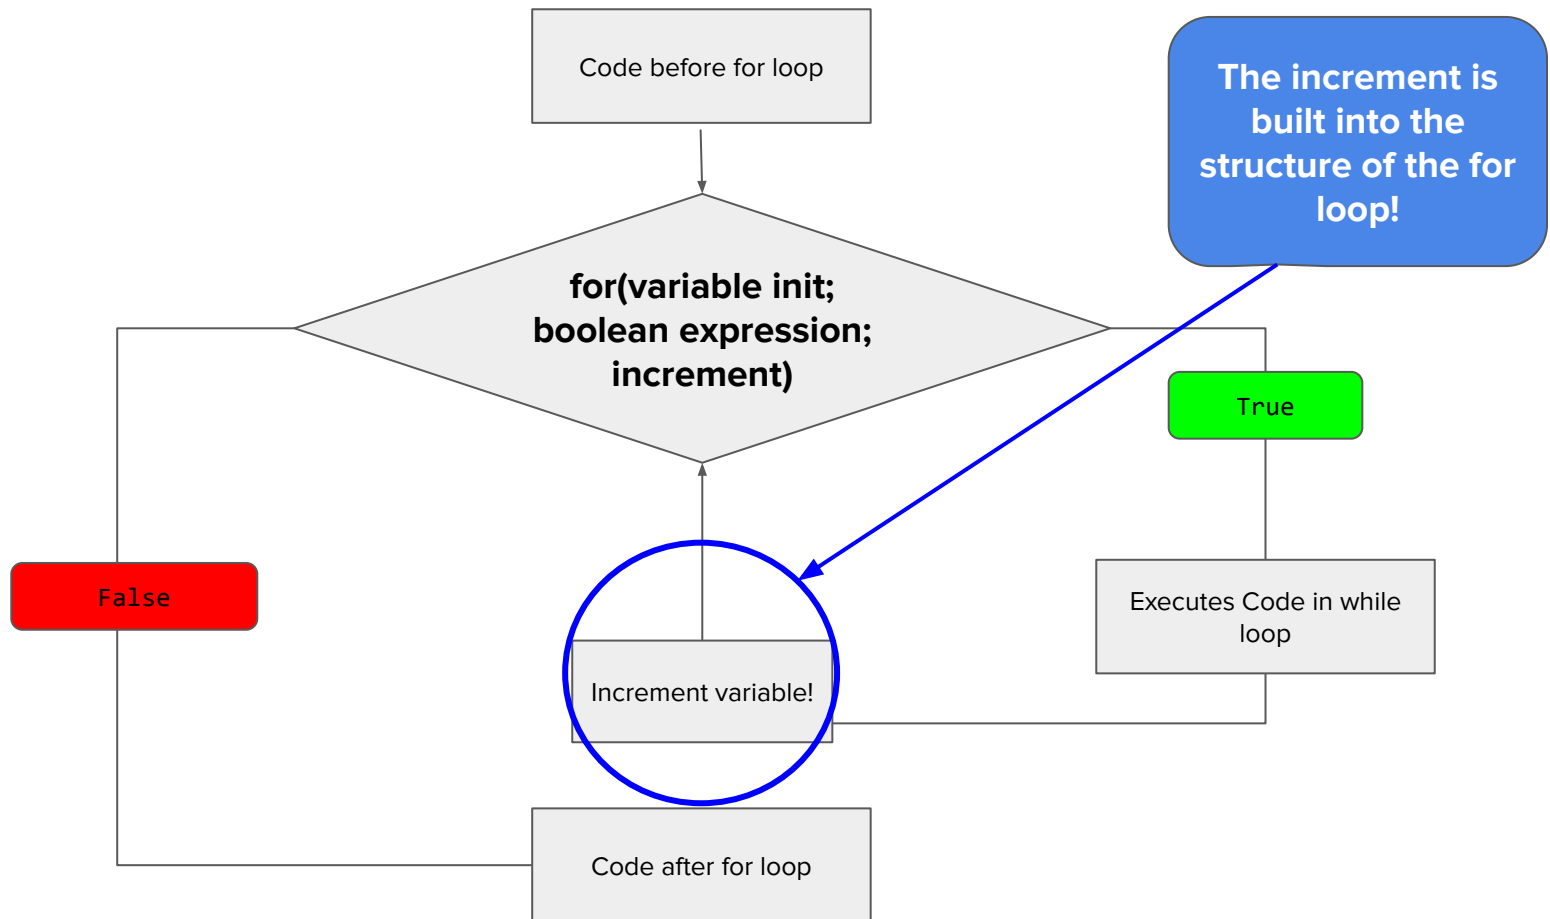 Code before for loop
The increment is
built into the
structure of the for
loop!
for(variable init;
boolean expression;
increment)
True
False
Executes Code in while
loop
Increment variable!
Code after for loop